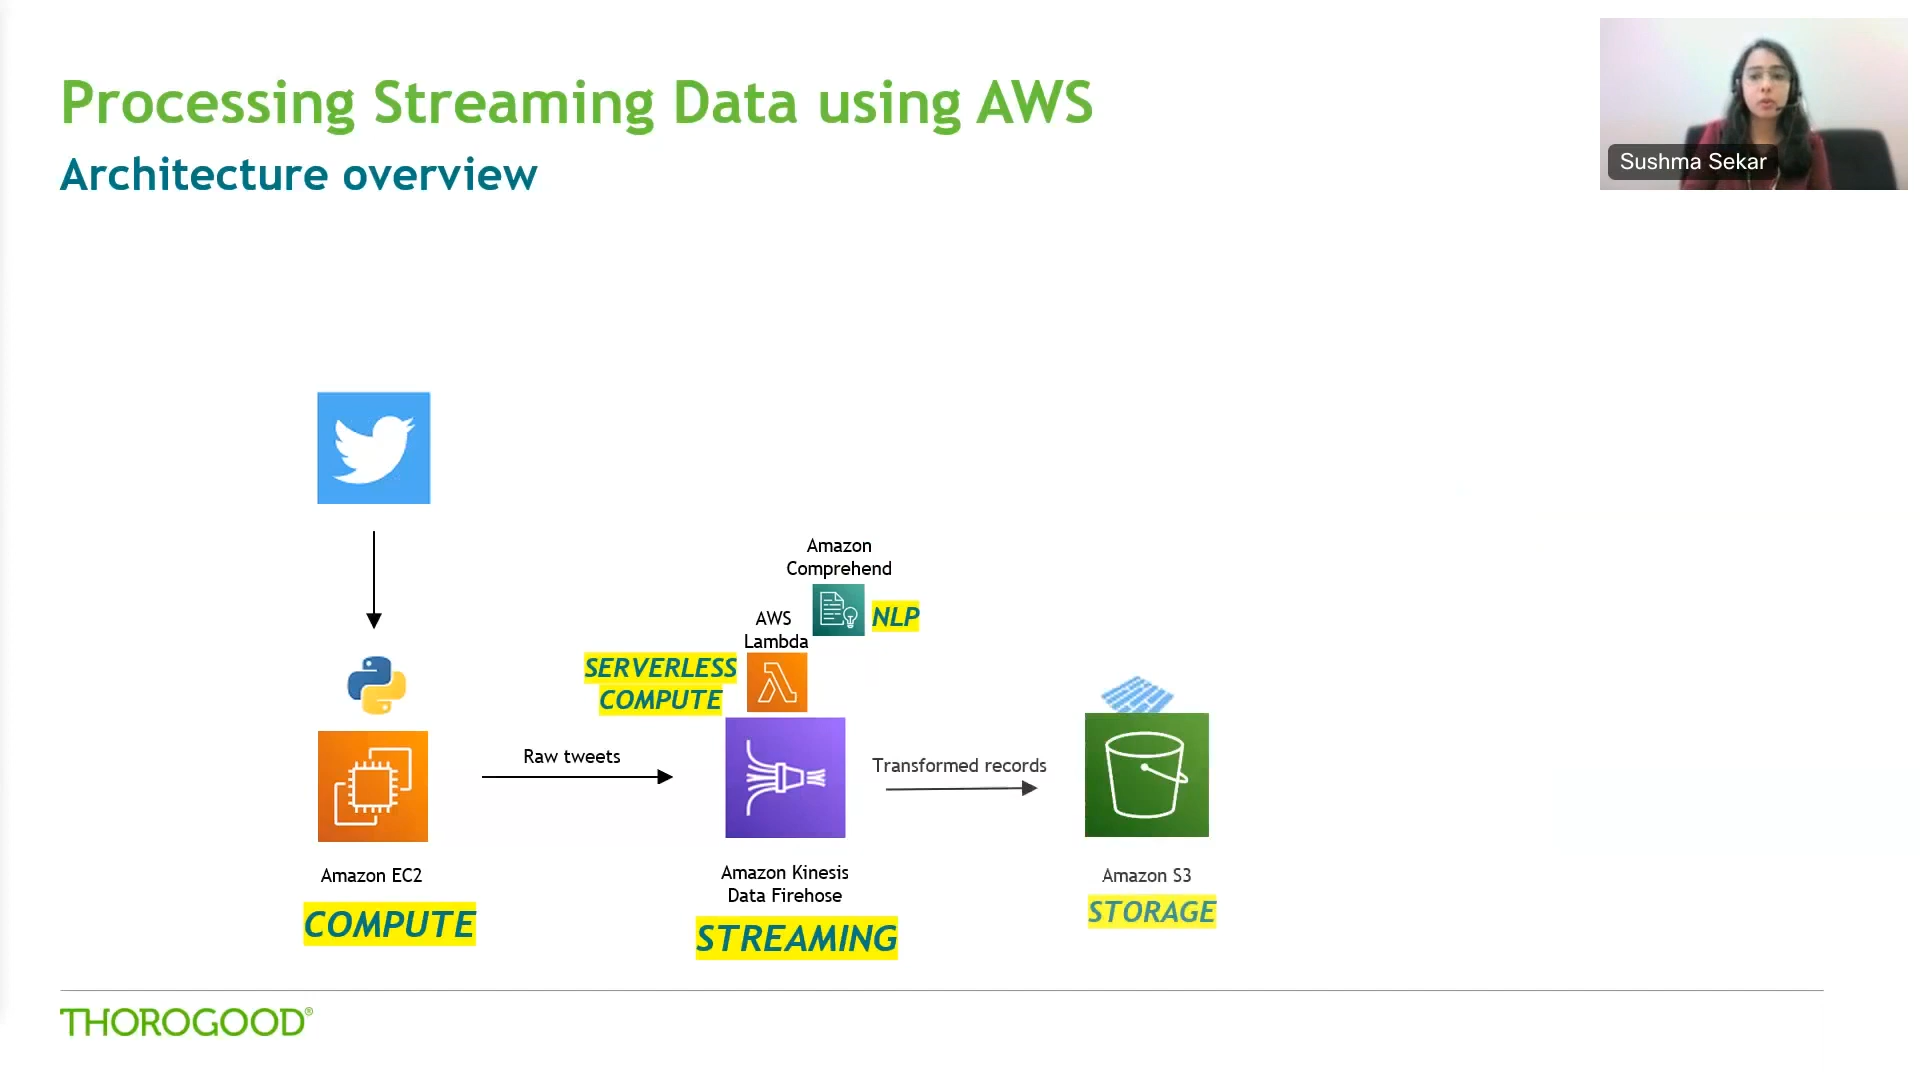 Processing Streaming Data using AWS
Architecture overview
Sushma Sekar
Amazon
Comprehend
NLP
AWS
Lambda
SERVERLESS
COMPUTE
Raw tweets
Transformed records
Amazon EC2
COMPUTE
Amazon Kinesis
Data Firehose
STREAMING
Amazon S3
STORAGE
THOROGOOD®